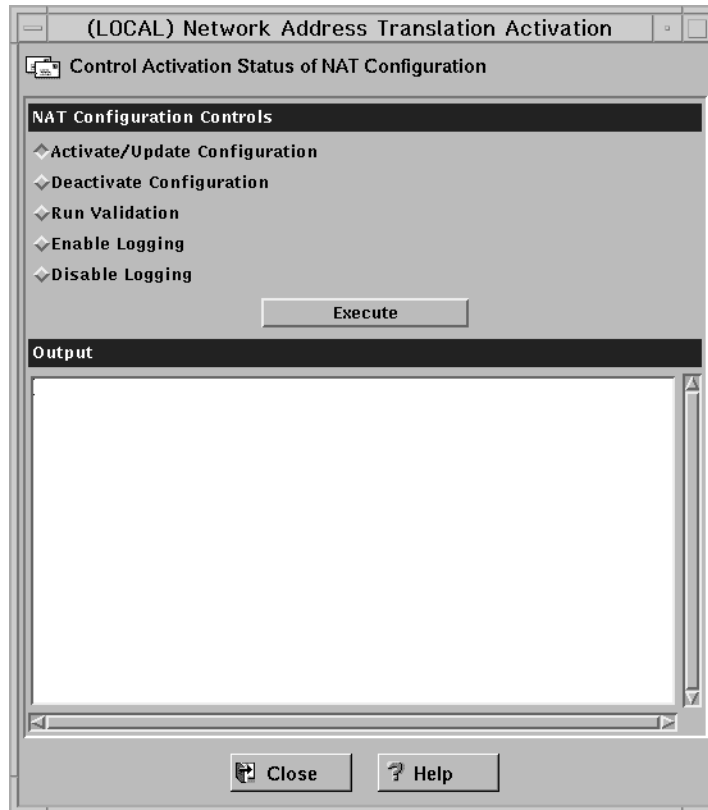 (LOCAL) Network Address Translation Activation
Control Activation Status of NAT Configuration
NAT Configuration Controls
Activate/Update Configuration
Deactivate Configuration
Run Validation
Enable Logging
Disable Logging
Execute
Output
Close
? Help